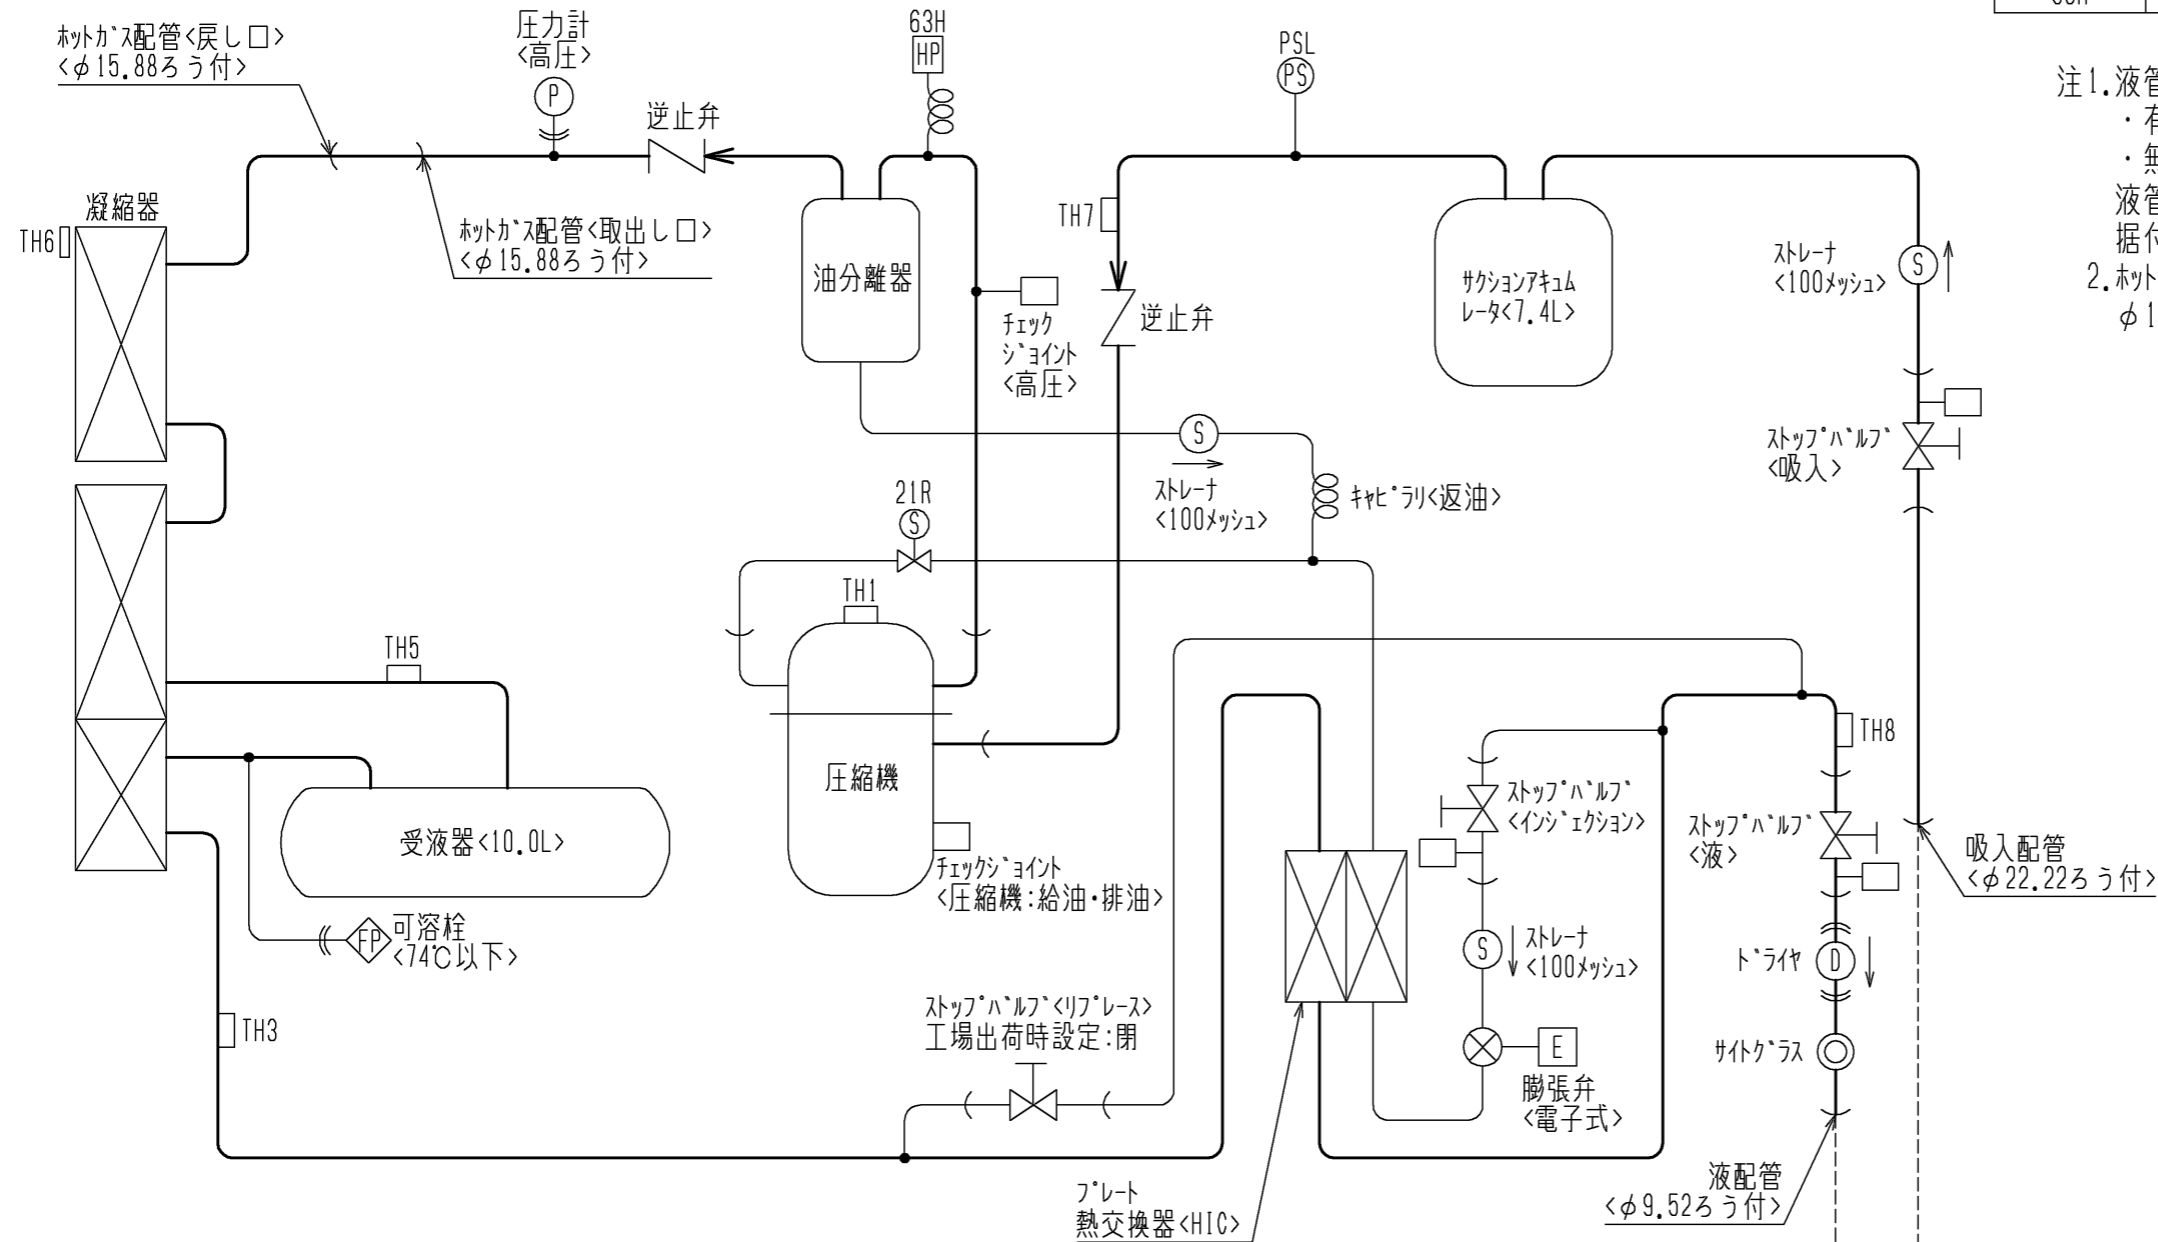 ﾎｯﾄｶﾞｽ配管<戻し口>
<φ15.88ろう付>
圧力計
<高圧>
P
63H
HP
PSL
PS
逆止弁
ﾎｯﾄｶﾞｽ配管<取出し口>
<φ15.88ろう付>
凝縮器
TH6
油分離器
ﾁｪｯｸ
ｼﾞｮｲﾝﾄ
<高圧>
TH7
逆止弁
ｻｸｼｮﾝｱｷｭﾑ
ﾚｰﾀ<7.4L>
ｽﾄﾚｰﾅ
<100ﾒｯｼｭ>
S
注1.液管
・有
・無
液管
据付
2.ﾎｯﾄ
φ1
ｽﾄｯﾌﾟﾊﾞﾙﾌﾞ
<吸入>
S
ｽﾄﾚｰﾅ
<100ﾒｯｼｭ>
ｷｬﾋﾟﾗﾘ<返油>
21R
S
TH1
TH5
圧縮機
ﾁｪｯｸｼﾞｮｲﾝﾄ
<圧縮機:給油・排油>
受液器<10.0L>
FP
可溶栓
<74℃以下>
TH3
ｽﾄｯﾌﾟﾊﾞﾙﾌﾞ<ﾘﾌﾟﾚｰｽ>
工場出荷時設定:閉
ｽﾄｯﾌﾟﾊﾞﾙﾌﾞ
<ｲﾝｼﾞｪｸｼｮﾝ>
S
ｽﾄﾚｰﾅ
<100ﾒｯｼｭ>
E
膨張弁
<電子式>
ﾌﾟﾚｰﾄ
熱交換器<HIC>
TH8
ｽﾄｯﾌﾟﾊﾞﾙﾌﾞ
<液>
ﾄﾞﾗｲﾔ
D
ｻｲﾄｸﾞﾗｽ
液配管
<φ9.52ろう付>
吸入配管
<φ22.22ろう付>